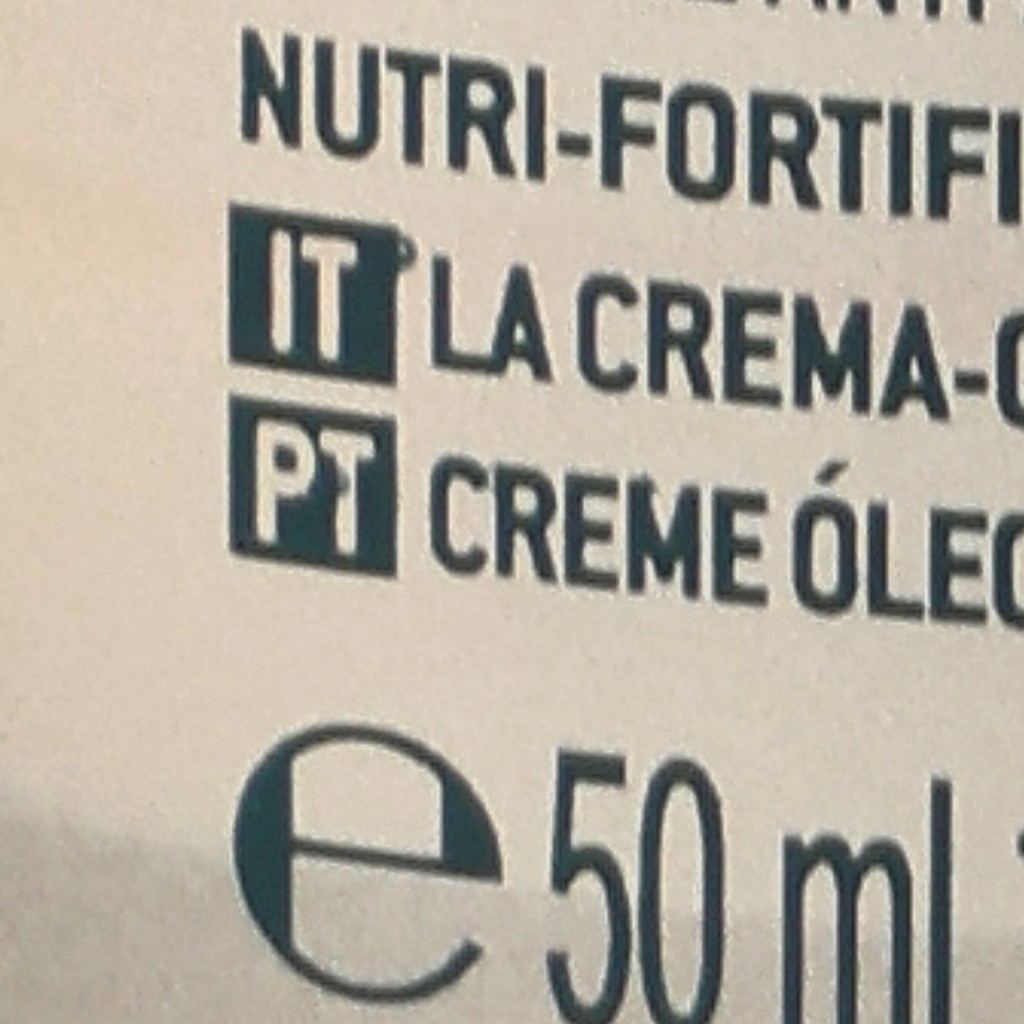 NUTRI-FORTIFI
IT LA CREMA-
PT CREME ÓLEO
℮ 50 ml